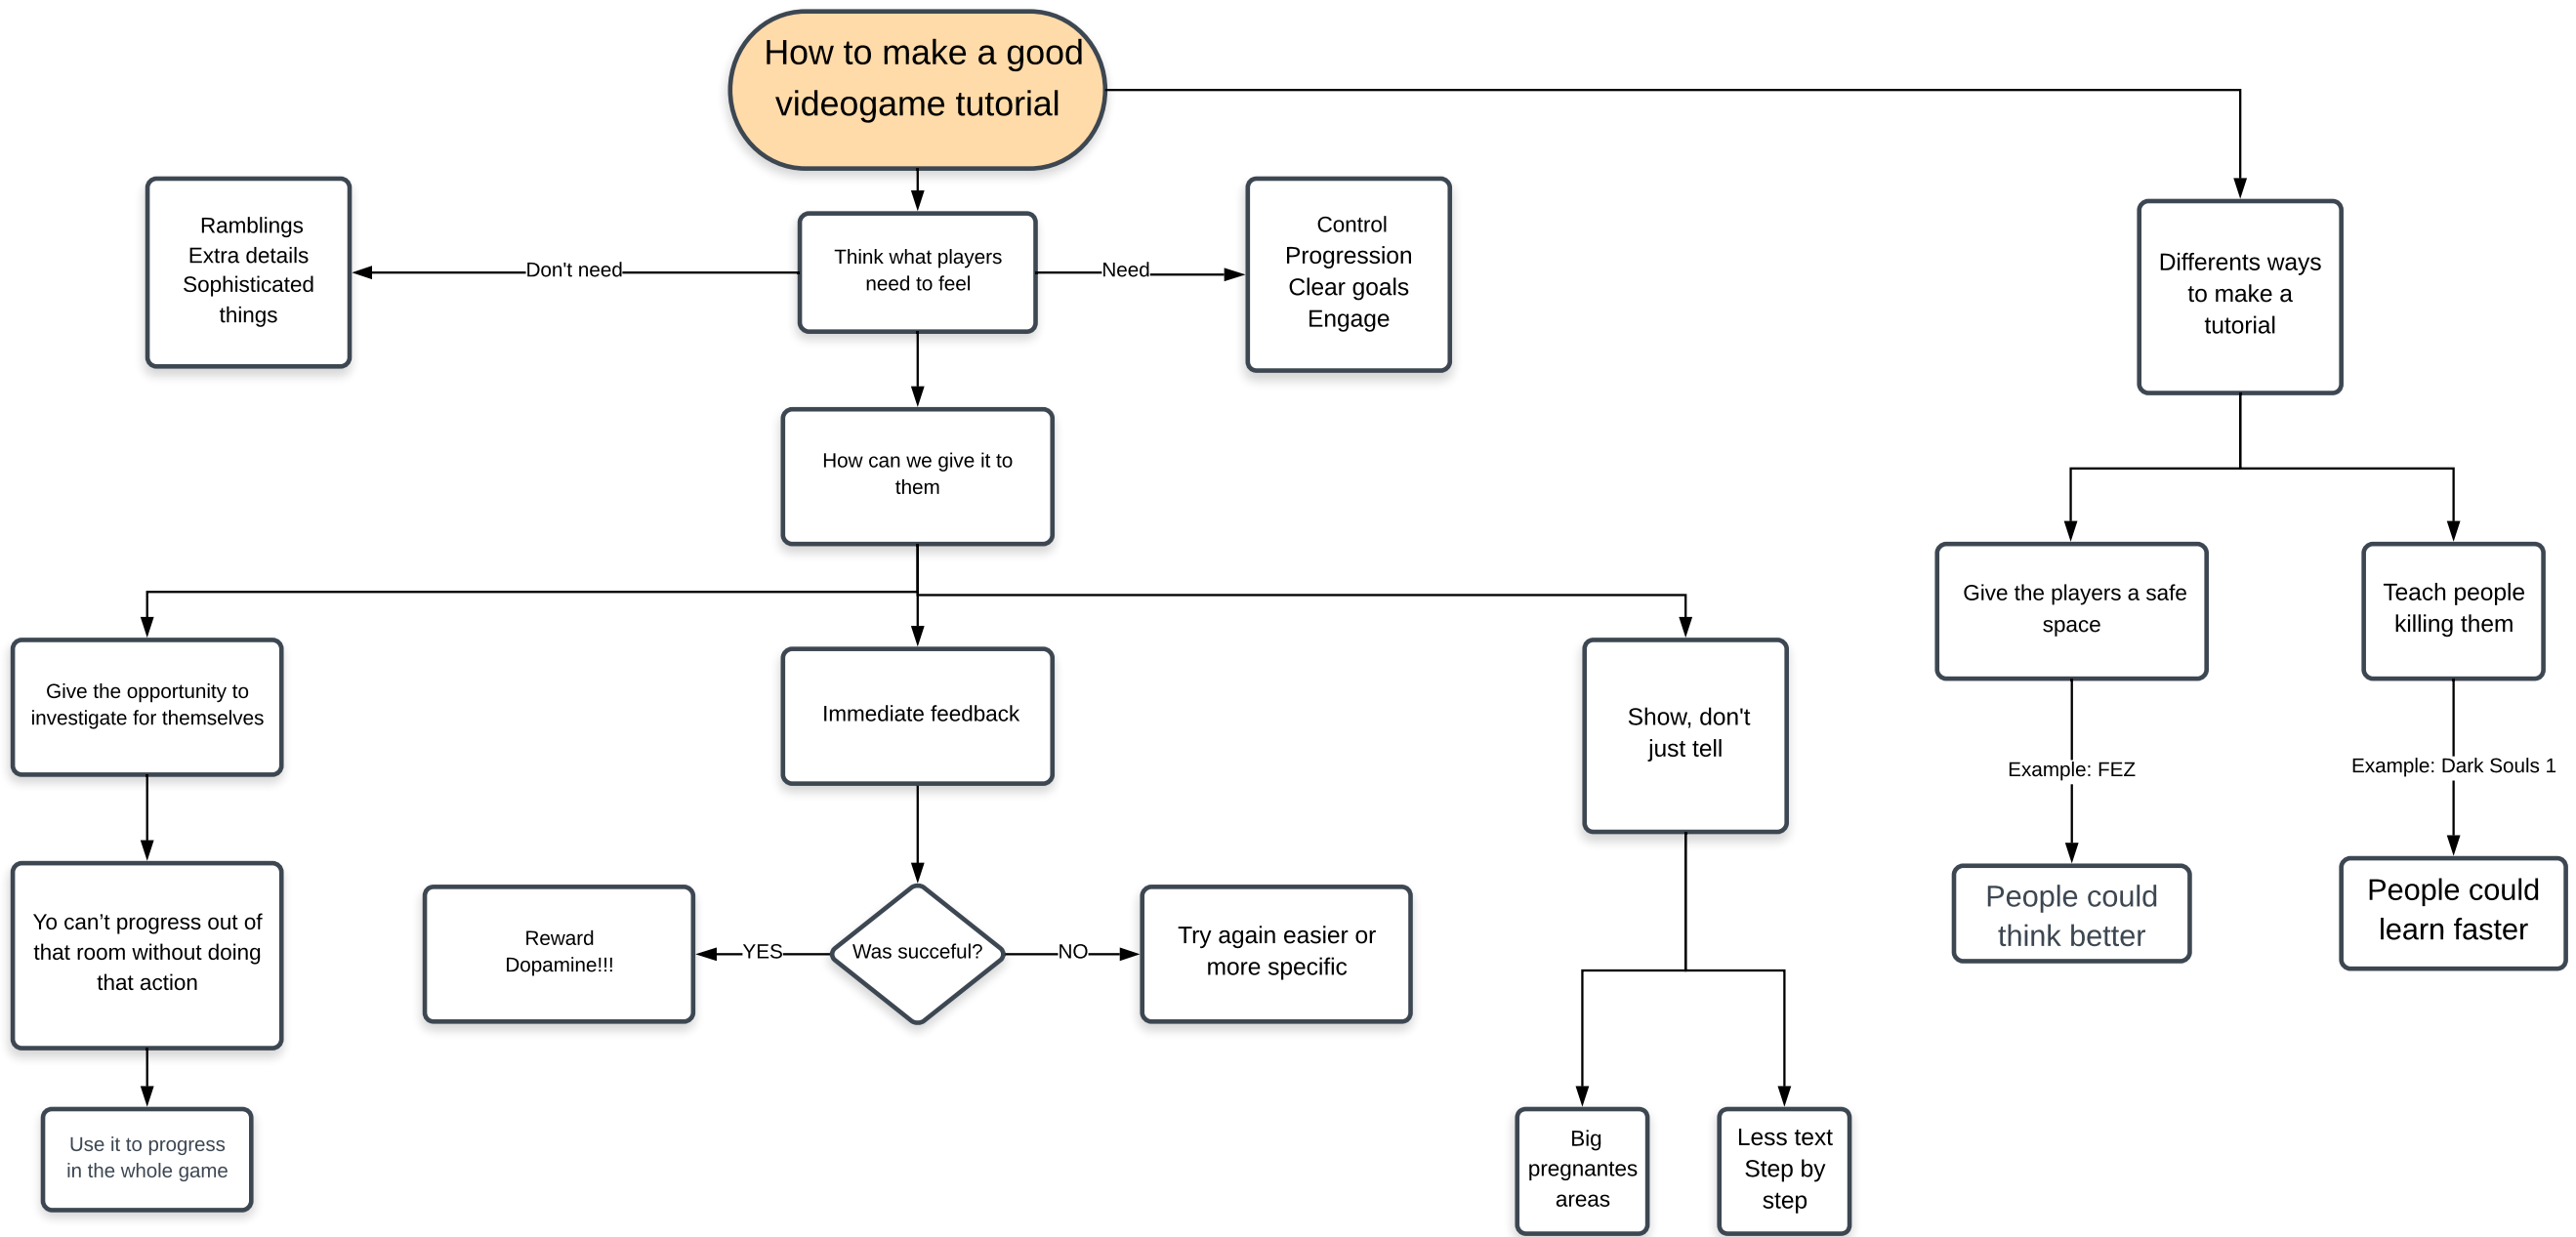 How to make a good
videogame tutorial
Ramblings
Extra details
Sophisticated
things
Don't need
Think what players
need to feel
Need
Control
Progression
Clear goals
Engage
Differents ways
to make a
tutorial
How can we give it to
them
Give the players a safe
space
Teach people
killing them
Give the opportunity to
investigate for themselves
Immediate feedback
Show, don't
just tell
Example: FEZ
Example: Dark Souls 1
Yo can’t progress out of
that room without doing
that action
Reward
Dopamine!!!
YES
Was succeful?
NO
Try again easier or
more specific
People could
think better
People could
learn faster
Use it to progress
in the whole game
Big
pregnantes
areas
Less text
Step by
step